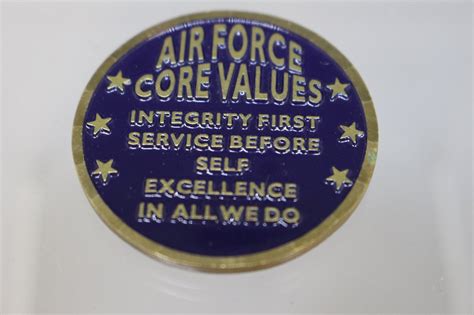 AIR FORCE
CORE VALUES
INTEGRITY FIRST
SERVICE BEFORE
SELF
EXCELLENCE
IN ALL WE DO